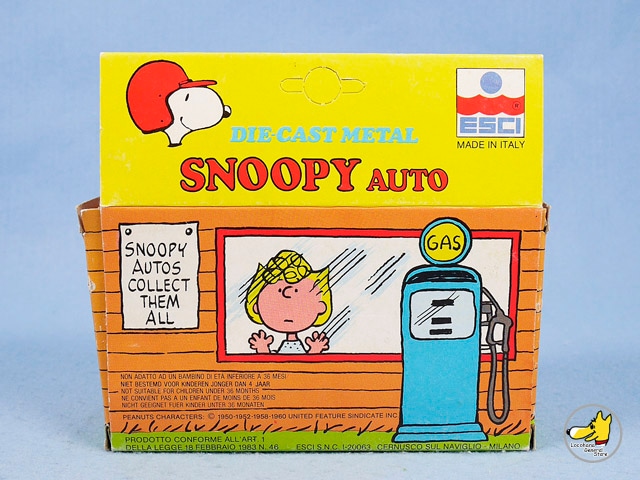 ESCI
®
MADE IN ITALY
DIE-CAST METAL
SNOOPY AUTO
SNOOPY
AUTOS
COLLECT
THEM
ALL
GAS
NON ADATTO AD UN BAMBINO DI ETÀ INFERIORE A 36 MESI
NIET BESTEMD VOOR KINDEREN JONGER DAN 4 JAAR
NOT SUITABLE FOR CHILDREN UNDER 36 MONTHS
NE CONVIENT PAS A UN ENFANT DE MOINS DE 36 MOIS
NICHT GEEIGNET FUER KINDER UNTER 36 MONATEN
PEANUTS CHARACTERS: © 1950-1952-1958-1960 UNITED FEATURE SINDICATE INC.
PRODOTTO CONFORME ALL'ART. 1
DELLA LEGGE 18 FEBBRAIO 1983 N. 46 ESCI S.N.C. I-20063 CERNUSCO SUL NAVIGLIO - MILANO
Locohama
General
Store